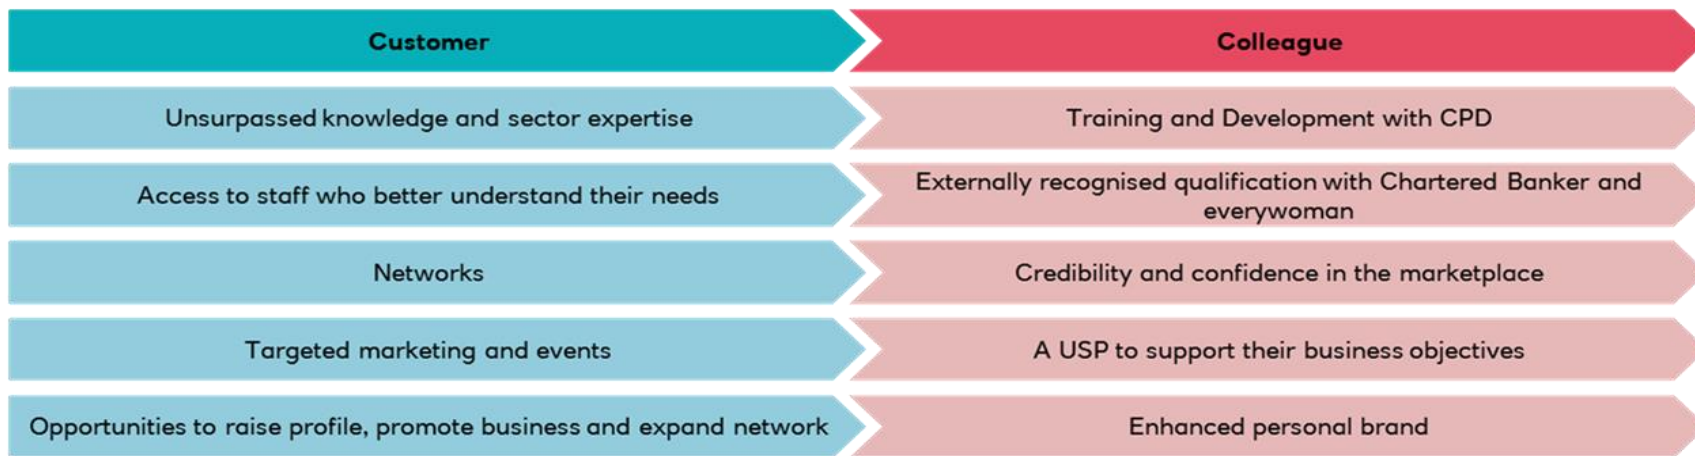 Customer
Colleague
Unsurpassed knowledge and sector expertise
Training and Development with CPD
Access to staff who better understand their needs
Externally recognised qualification with Chartered Banker and
everywoman
Networks
Credibility and confidence in the marketplace
Targeted marketing and events
A USP to support their business objectives
Opportunities to raise profile, promote business and expand network
Enhanced personal brand